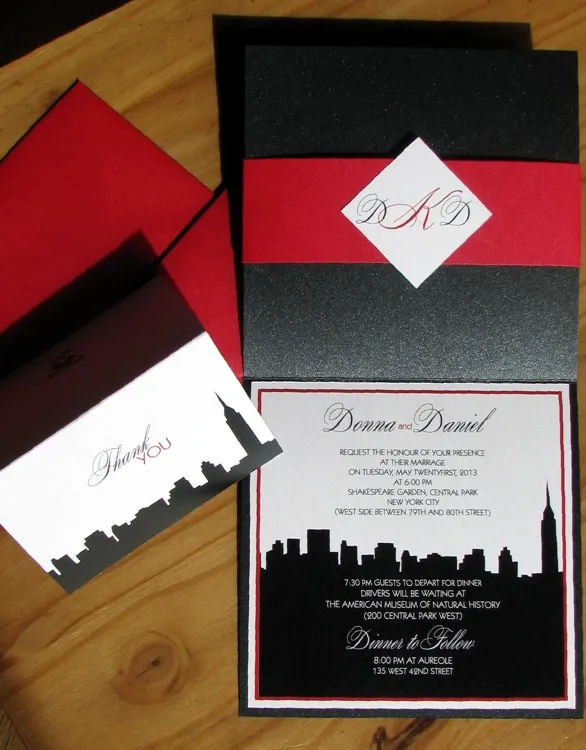 DKD
Donna and Daniel
REQUEST THE HONOUR OF YOUR PRESENCE
AT THEIR MARRIAGE
ON TUESDAY, MAY TWENTYFIRST, 2013
AT 6:00 PM
SHAKESPEARE GARDEN, CENTRAL PARK
NEW YORK CITY
(WEST SIDE BETWEEN 79TH AND 80TH STREET)
7:30 PM GUESTS TO DEPART FOR DINNER
DRIVERS WILL BE WAITING AT
THE AMERICAN MUSEUM OF NATURAL HISTORY
(200 CENTRAL PARK WEST)
Dinner to Follow
8:00 PM AT AUREOLE
135 WEST 42ND STREET
Thank
YOU